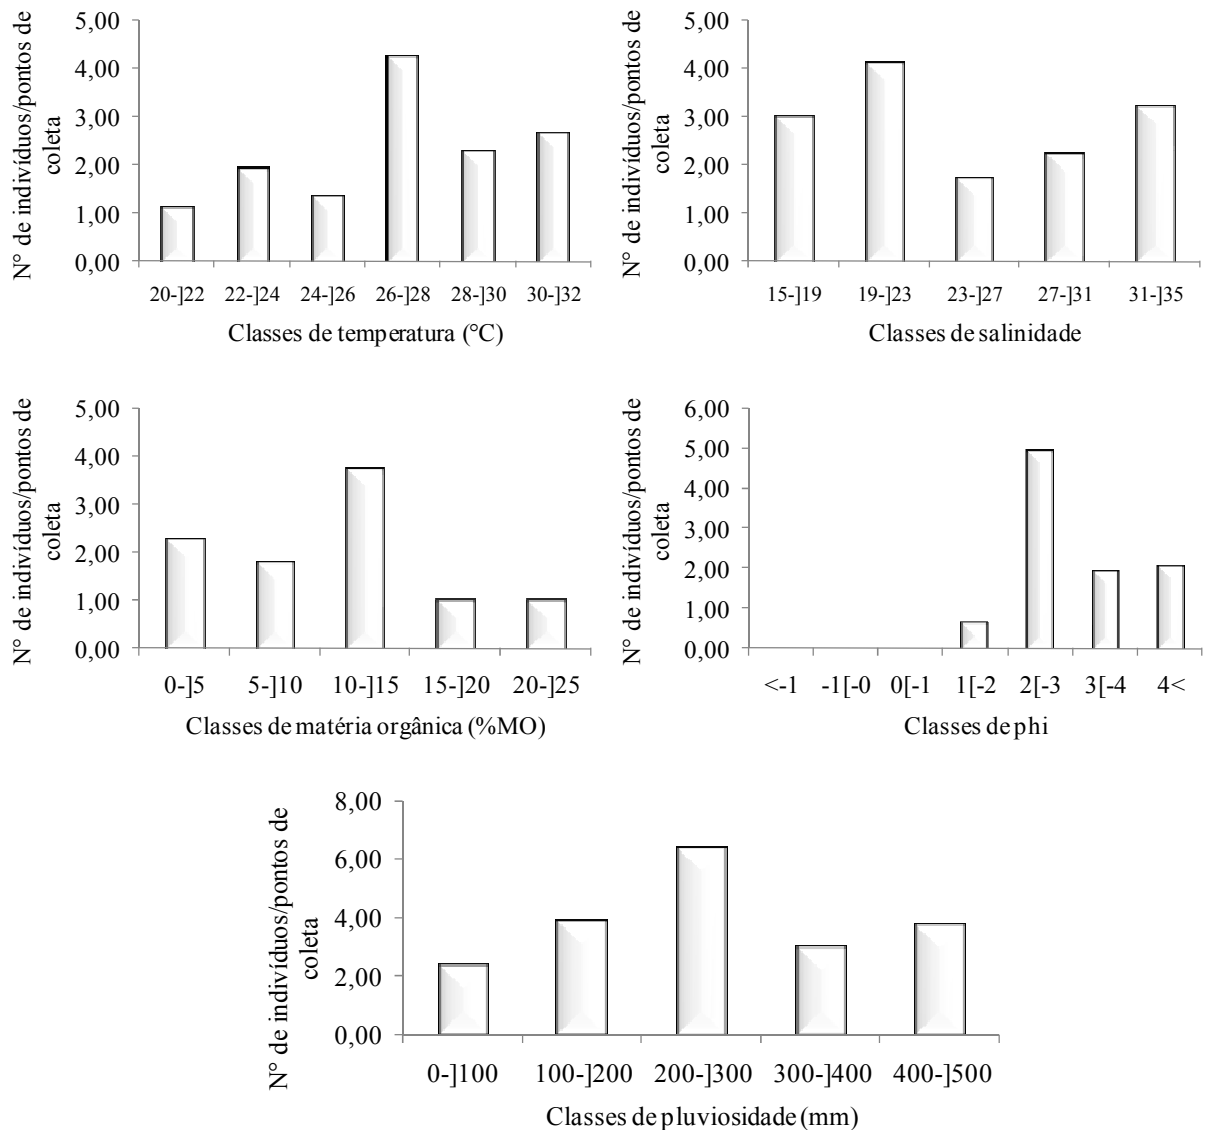 N° de indivíduos/pontos de
coleta
5,00
4,00
3,00
2,00
1,00
0,00
20-]22 22-]24 24-]26 26-]28 28-]30 30-]32
Classes de temperatura (°C)
N° de indivíduos/pontos de
coleta
5,00
4,00
3,00
2,00
1,00
0,00
15-]19 19-]23 23-]27 27-]31 31-]35
Classes de salinidade
N° de indivíduos/pontos de
coleta
5,00
4,00
3,00
2,00
1,00
0,00
0-]5 5-]10 10-]15 15-]20 20-]25
Classes de matéria orgânica (%MO)
N° de indivíduos/pontos de
coleta
6,00
5,00
4,00
3,00
2,00
1,00
0,00
<-1 -1[-0 0[-1 1[-2 2[-3 3[-4 4<
Classes de phi
N° de indivíduos/pontos de
coleta
8,00
6,00
4,00
2,00
0,00
0-]100 100-]200 200-]300 300-]400 400-]500
Classes de pluviosidade (mm)